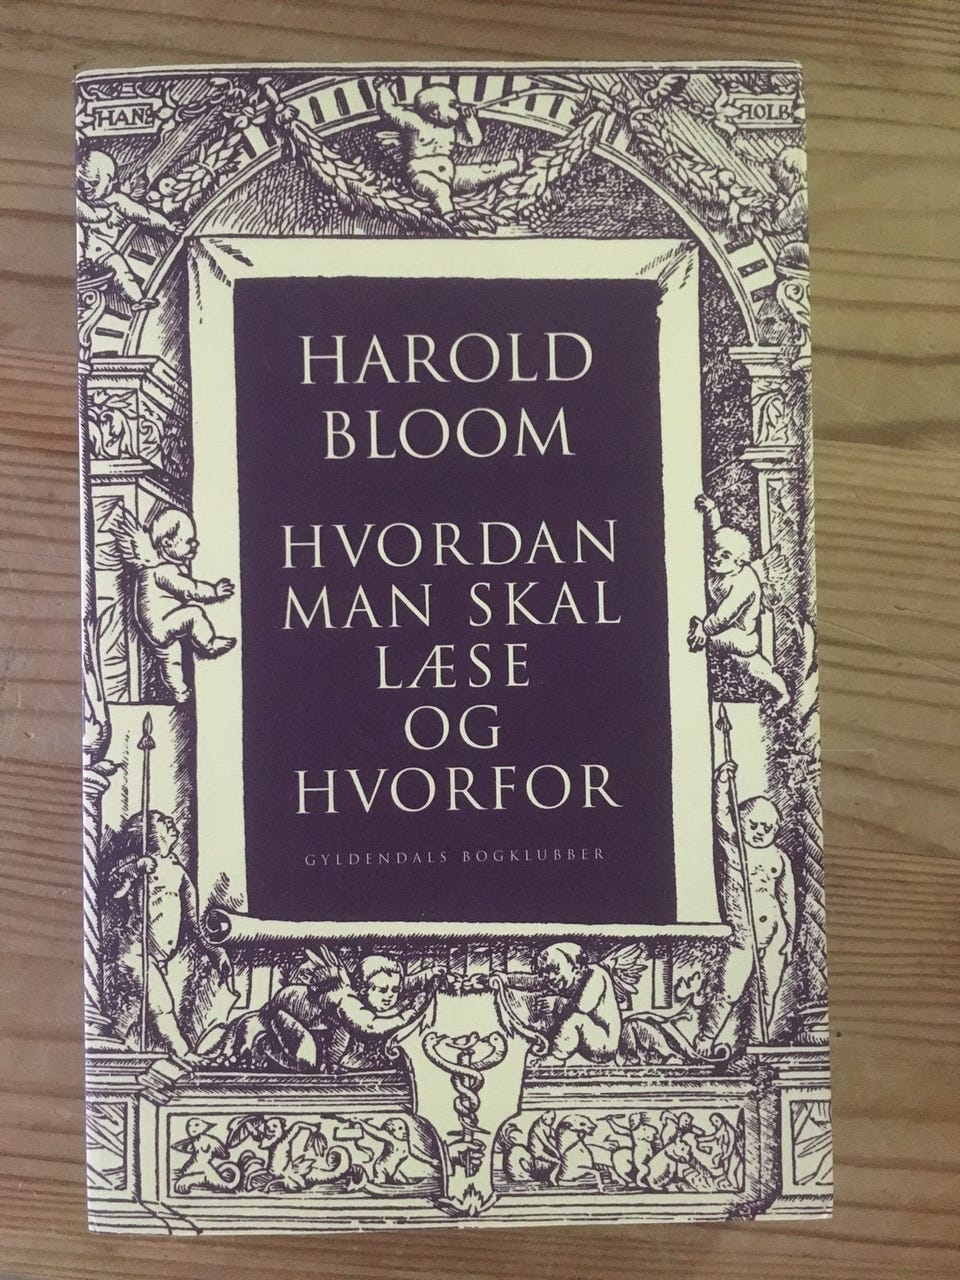 HANS
HOLB
HAROLD
BLOOM
HVORDAN
MAN SKAL
LÆSE
OG
HVORFOR
GYLDENDALS BOGKLUBBER